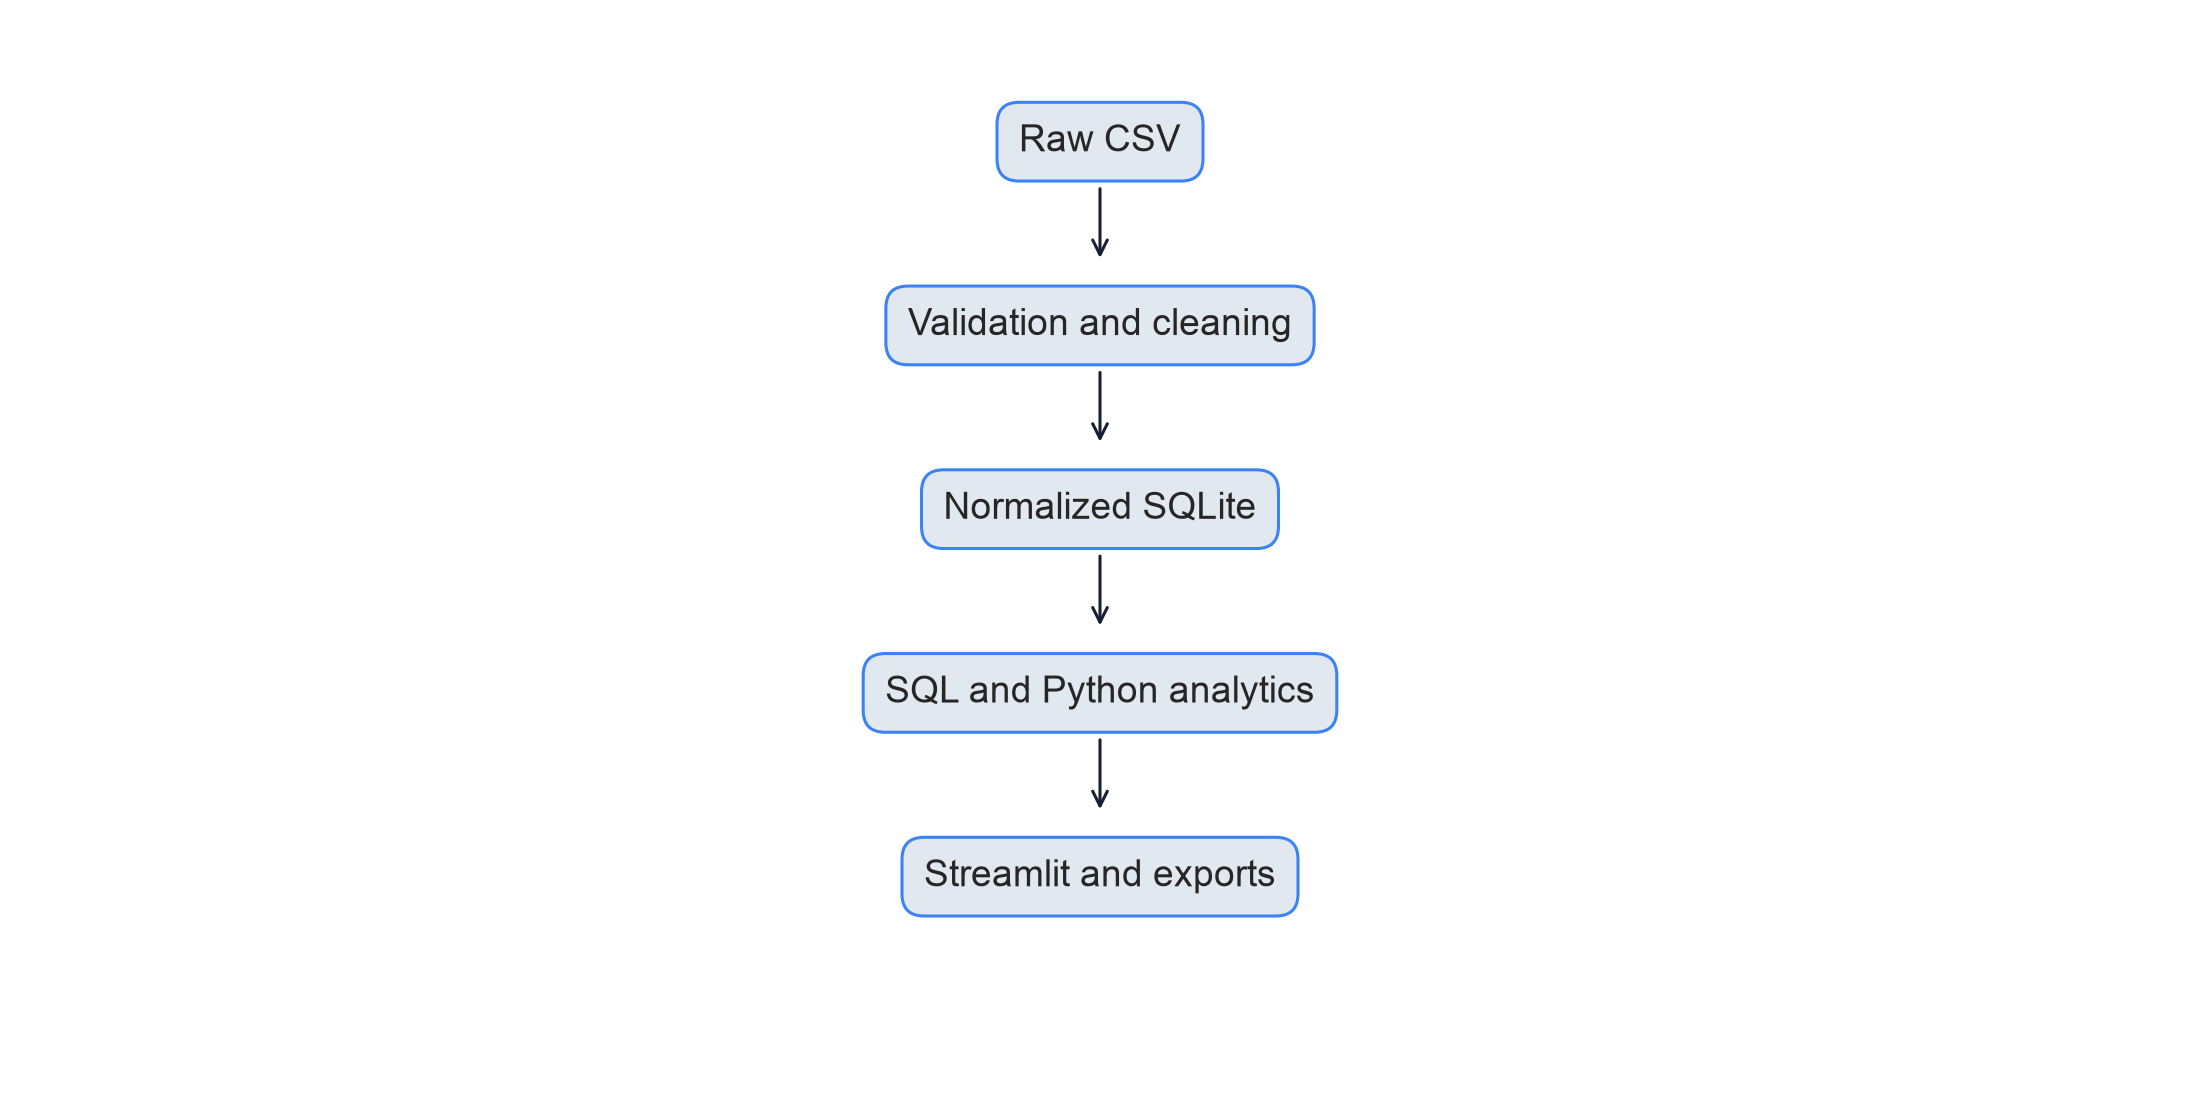 Raw CSV
Validation and cleaning
Normalized SQLite
SQL and Python analytics
Streamlit and exports